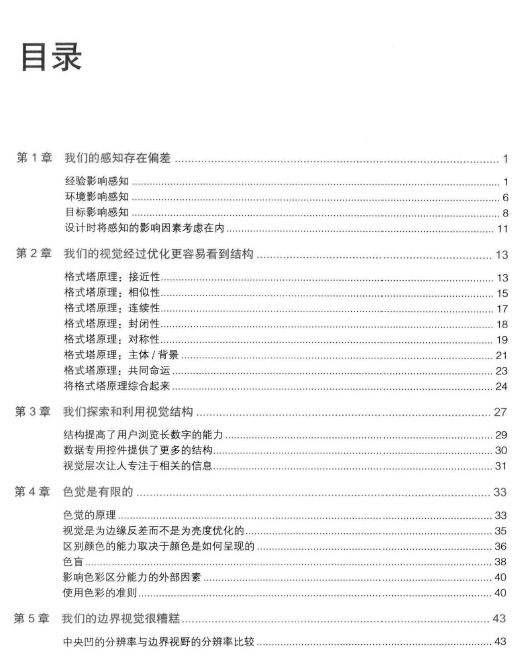 目录
第 1 章 我们的感知存在偏差 ........ 1
经验影响感知 ........ 1
环境影响感知 ........ 6
目标影响感知 ........ 8
设计时将感知的影响因素考虑在内 ........ 11
第 2 章 我们的视觉经过优化更容易看到结构 ........ 13
格式塔原理：接近性 ........ 13
格式塔原理：相似性 ........ 15
格式塔原理：连续性 ........ 17
格式塔原理：封闭性 ........ 18
格式塔原理：对称性 ........ 19
格式塔原理：主体 / 背景 ........ 21
格式塔原理：共同命运 ........ 23
将格式塔原理综合起来 ........ 24
第 3 章 我们探索和利用视觉结构 ........ 27
结构提高了用户浏览长数字的能力 ........ 29
数据专用控件提供了更多的结构 ........ 30
视觉层次让人专注于相关的信息 ........ 31
第 4 章 色觉是有限的 ........ 33
色觉的原理 ........ 33
视觉是为边缘反差而不是为亮度优化的 ........ 35
区别颜色的能力取决于颜色是如何呈现的 ........ 36
色盲 ........ 38
影响色彩区分能力的外部因素 ........ 40
使用色彩的准则 ........ 40
第 5 章 我们的边界视觉很糟糕 ........ 43
中央凹的分辨率与边界视野的分辨率比较 ........ 43